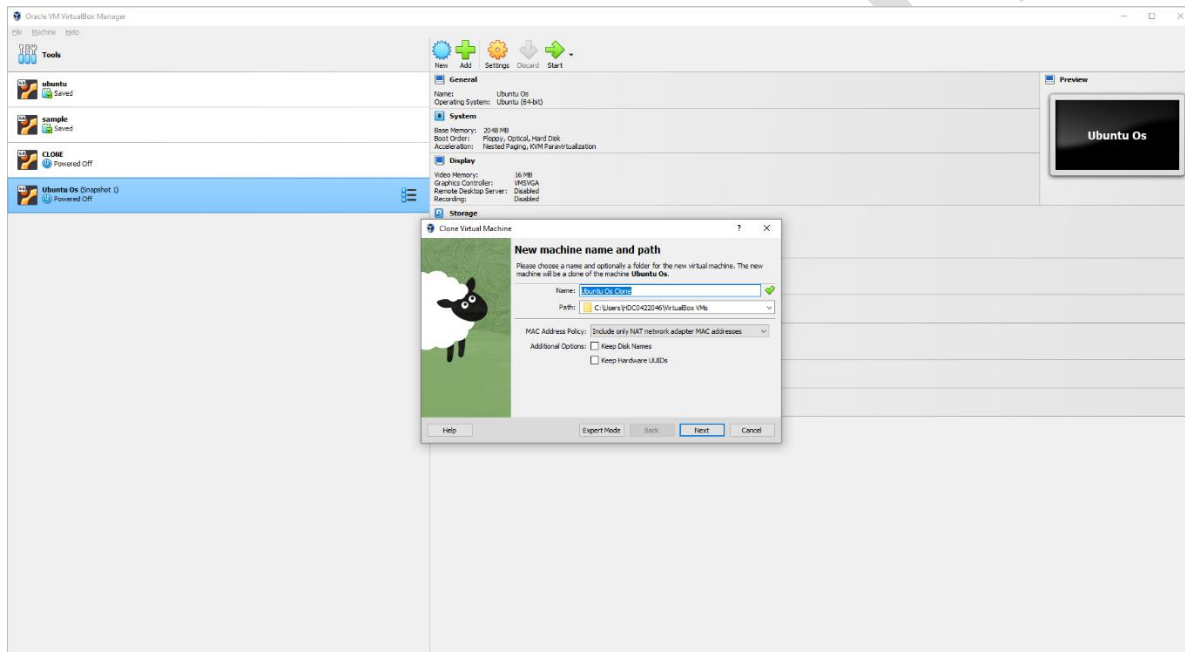 Oracle VM VirtualBox Manager
File Machine Help
Tools
New Add Settings Discard Start
ubuntu
Saved
sample
Saved
CLONE
Powered Off
Ubuntu Os (Snapshot 1)
Powered Off
General
Name: Ubuntu Os
Operating System: Ubuntu (64-bit)
System
Base Memory: 2048 MB
Boot Order: Floppy, Optical, Hard Disk
Acceleration: Nested Paging, KVM Paravirtualization
Display
Video Memory: 16 MB
Graphics Controller: VMSVGA
Remote Desktop Server: Disabled
Recording: Disabled
Storage
Preview
Ubuntu Os
Clone Virtual Machine ? X
New machine name and path
Please choose a name and optionally a folder for the new virtual machine. The new
machine will be a clone of the machine Ubuntu Os.
Name: Ubuntu Os Clone
Path: C:\Users\HDC0422046\VirtualBox VMs
MAC Address Policy: Include only NAT network adapter MAC addresses
Additional Options: Keep Disk Names
Keep Hardware UUIDs
Help Expert Mode Back Next Cancel